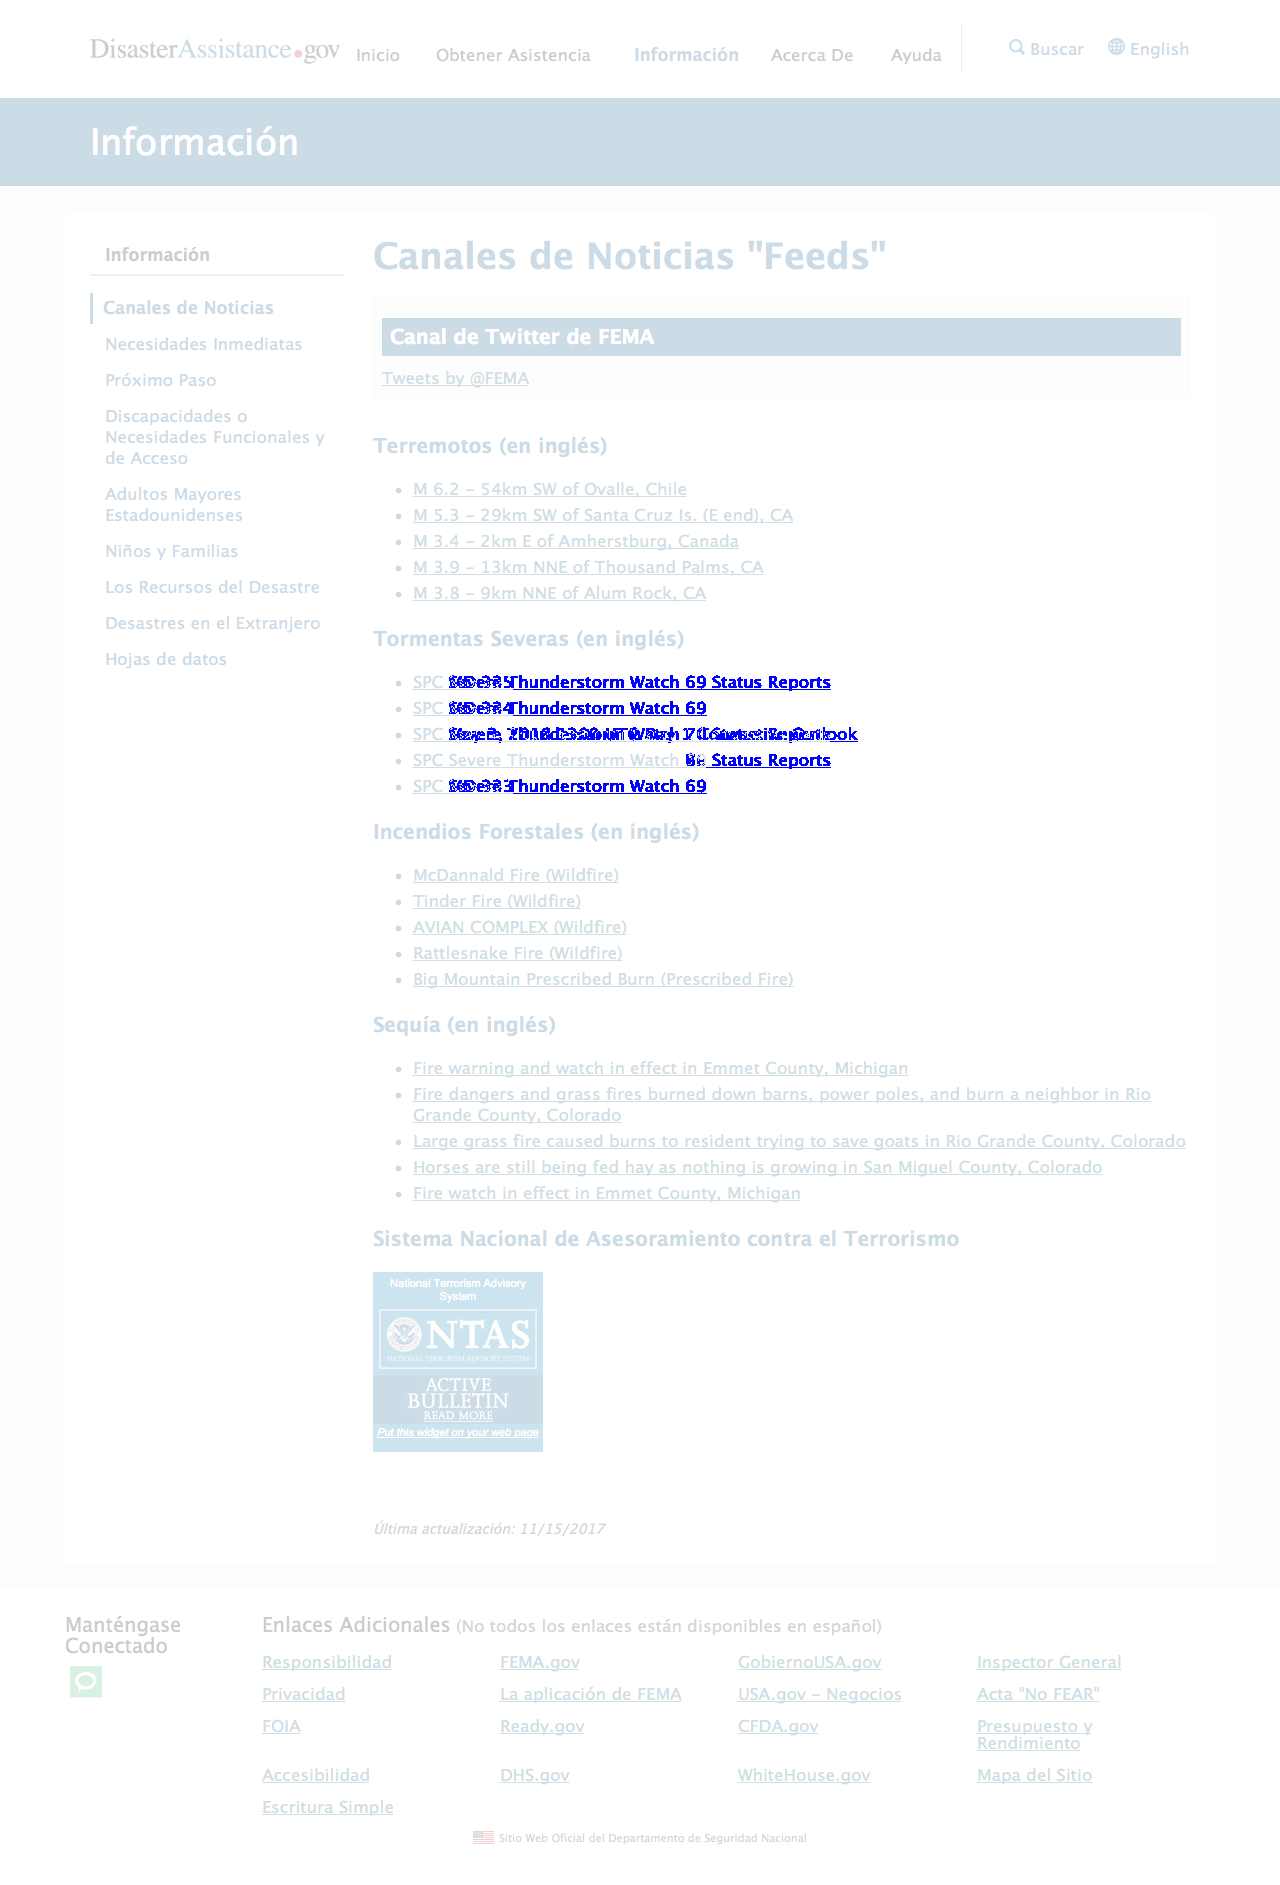 DisasterAssistance.gov Inicio Obtener Asistencia Información Acerca De Ayuda Buscar English
Información
Información
Canales de Noticias
Necesidades Inmediatas
Próximo Paso
Discapacidades o
Necesidades Funcionales y
de Acceso
Adultos Mayores
Estadounidenses
Niños y Familias
Los Recursos del Desastre
Desastres en el Extranjero
Hojas de datos
Canales de Noticias "Feeds"
Canal de Twitter de FEMA
Tweets by @FEMA
Terremotos (en inglés)
M 6.2 - 54km SW of Ovalle, Chile
M 5.3 - 29km SW of Santa Cruz Is. (E end), CA
M 3.4 - 2km E of Amherstburg, Canada
M 3.9 - 13km NNE of Thousand Palms, CA
M 3.8 - 9km NNE of Alum Rock, CA
Tormentas Severas (en inglés)
SPC Thunderstorm Watch 69 Status Reports
SPC Thunderstorm Watch 69
SPC
SPC Severe Thunderstorm Watch Status Reports
SPC Thunderstorm Watch 69
Incendios Forestales (en inglés)
McDannald Fire (Wildfire)
Tinder Fire (Wildfire)
AVIAN COMPLEX (Wildfire)
Rattlesnake Fire (Wildfire)
Big Mountain Prescribed Burn (Prescribed Fire)
Sequía (en inglés)
Fire warning and watch in effect in Emmet County, Michigan
Fire dangers and grass fires burned down barns, power poles, and burn a neighbor in Rio
Grande County, Colorado
Large grass fire caused burns to resident trying to save goats in Rio Grande County, Colorado
Horses are still being fed hay as nothing is growing in San Miguel County, Colorado
Fire watch in effect in Emmet County, Michigan
Sistema Nacional de Asesoramiento contra el Terrorismo
National Terrorism Advisory
System
NTAS
NATIONAL TERRORISM ADVISORY SYSTEM
ACTIVE
BULLETIN
READ MORE
Put this widget on your web page
Última actualización: 11/15/2017
Manténgase
Conectado
Enlaces Adicionales (No todos los enlaces están disponibles en español)
Responsibilidad FEMA.gov GobiernoUSA.gov Inspector General
Privacidad La aplicación de FEMA USA.gov - Negocios Acta "No FEAR"
FOIA Ready.gov CFDA.gov Presupuesto y
Rendimiento
Accesibilidad DHS.gov WhiteHouse.gov Mapa del Sitio
Escritura Simple
Sitio Web Oficial del Departamento de Seguridad Nacional